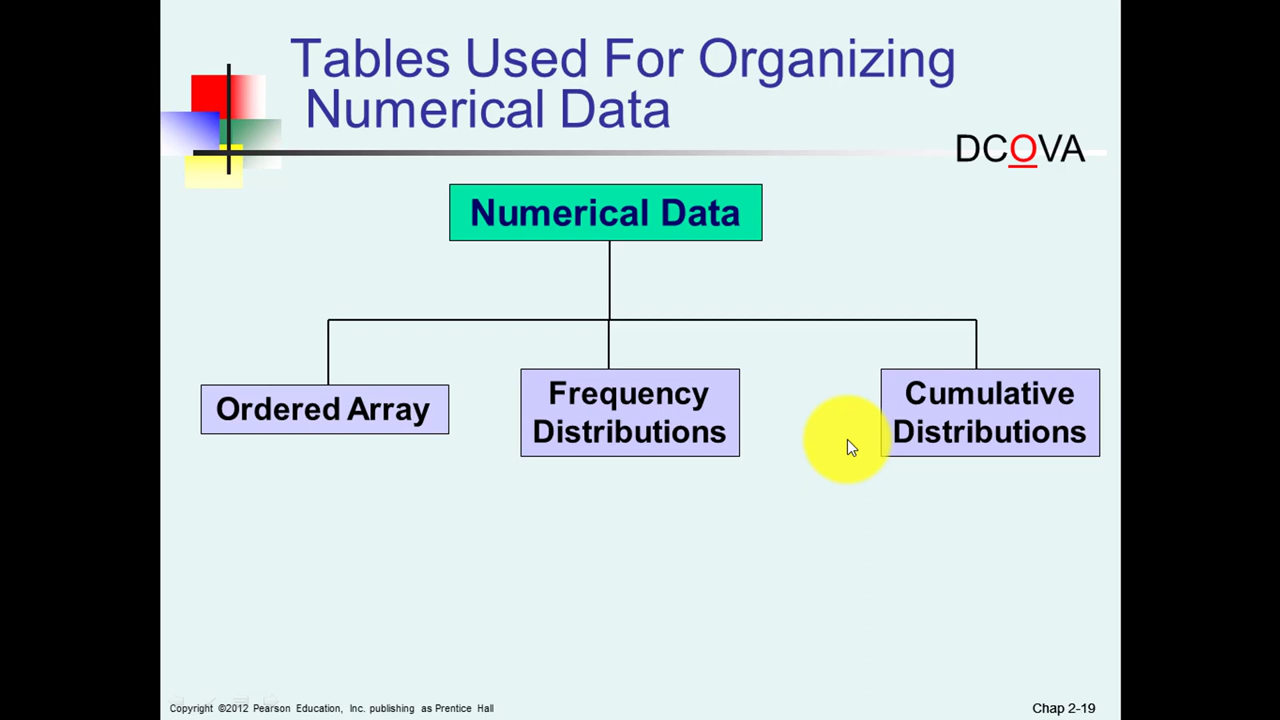 Tables Used For Organizing
Numerical Data
DCOVA
Numerical Data
Ordered Array
Frequency
Distributions
Cumulative
Distributions
Copyright ©2012 Pearson Education, Inc. publishing as Prentice Hall
Chap 2-19